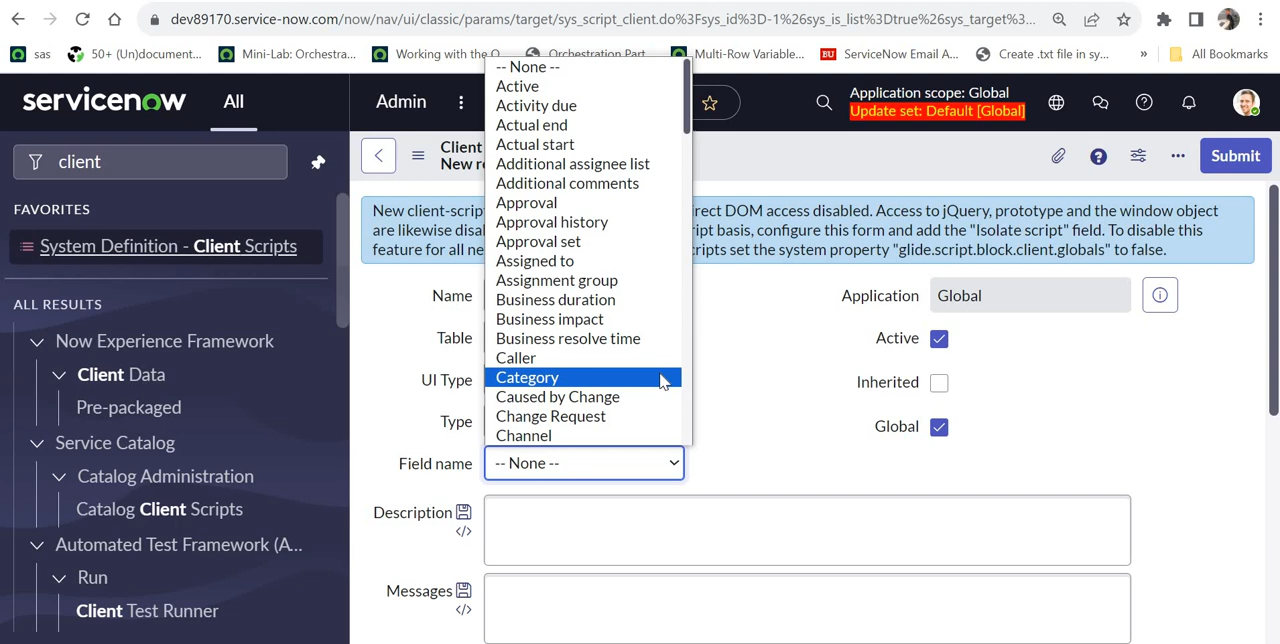 dev89170.service-now.com/now/nav/ui/classic/params/target/sys_script_client.do%3Fsys_id%3D-1%26sys_is_list%3Dtrue%26sys_target%3...
sas
50+ (Un)document...
Mini-Lab: Orchestra...
Working with the O
Orchestration Part
Multi-Row Variable...
BU
ServiceNow Email A...
Create .txt file in sy...
»
All Bookmarks
servicenow
All
Admin
Application scope: Global
Update set: Default [Global]
client
Client
New re
Submit
FAVORITES
System Definition - Client Scripts
ALL RESULTS
Now Experience Framework
Client Data
Pre-packaged
Service Catalog
Catalog Administration
Catalog Client Scripts
Automated Test Framework (A...
Run
Client Test Runner
New client-scrip
rect DOM access disabled. Access to jQuery, prototype and the window object
are likewise disa
ript basis, configure this form and add the "Isolate script" field. To disable this
feature for all ne
cripts set the system property "glide.script.block.client.globals" to false.
Name
Table
UI Type
Type
Field name
-- None --
-- None --
Active
Activity due
Actual end
Actual start
Additional assignee list
Additional comments
Approval
Approval history
Approval set
Assigned to
Assignment group
Business duration
Business impact
Business resolve time
Caller
Category
Caused by Change
Change Request
Channel
Application
Global
Active
Inherited
Global
Description
</>
Messages
</>